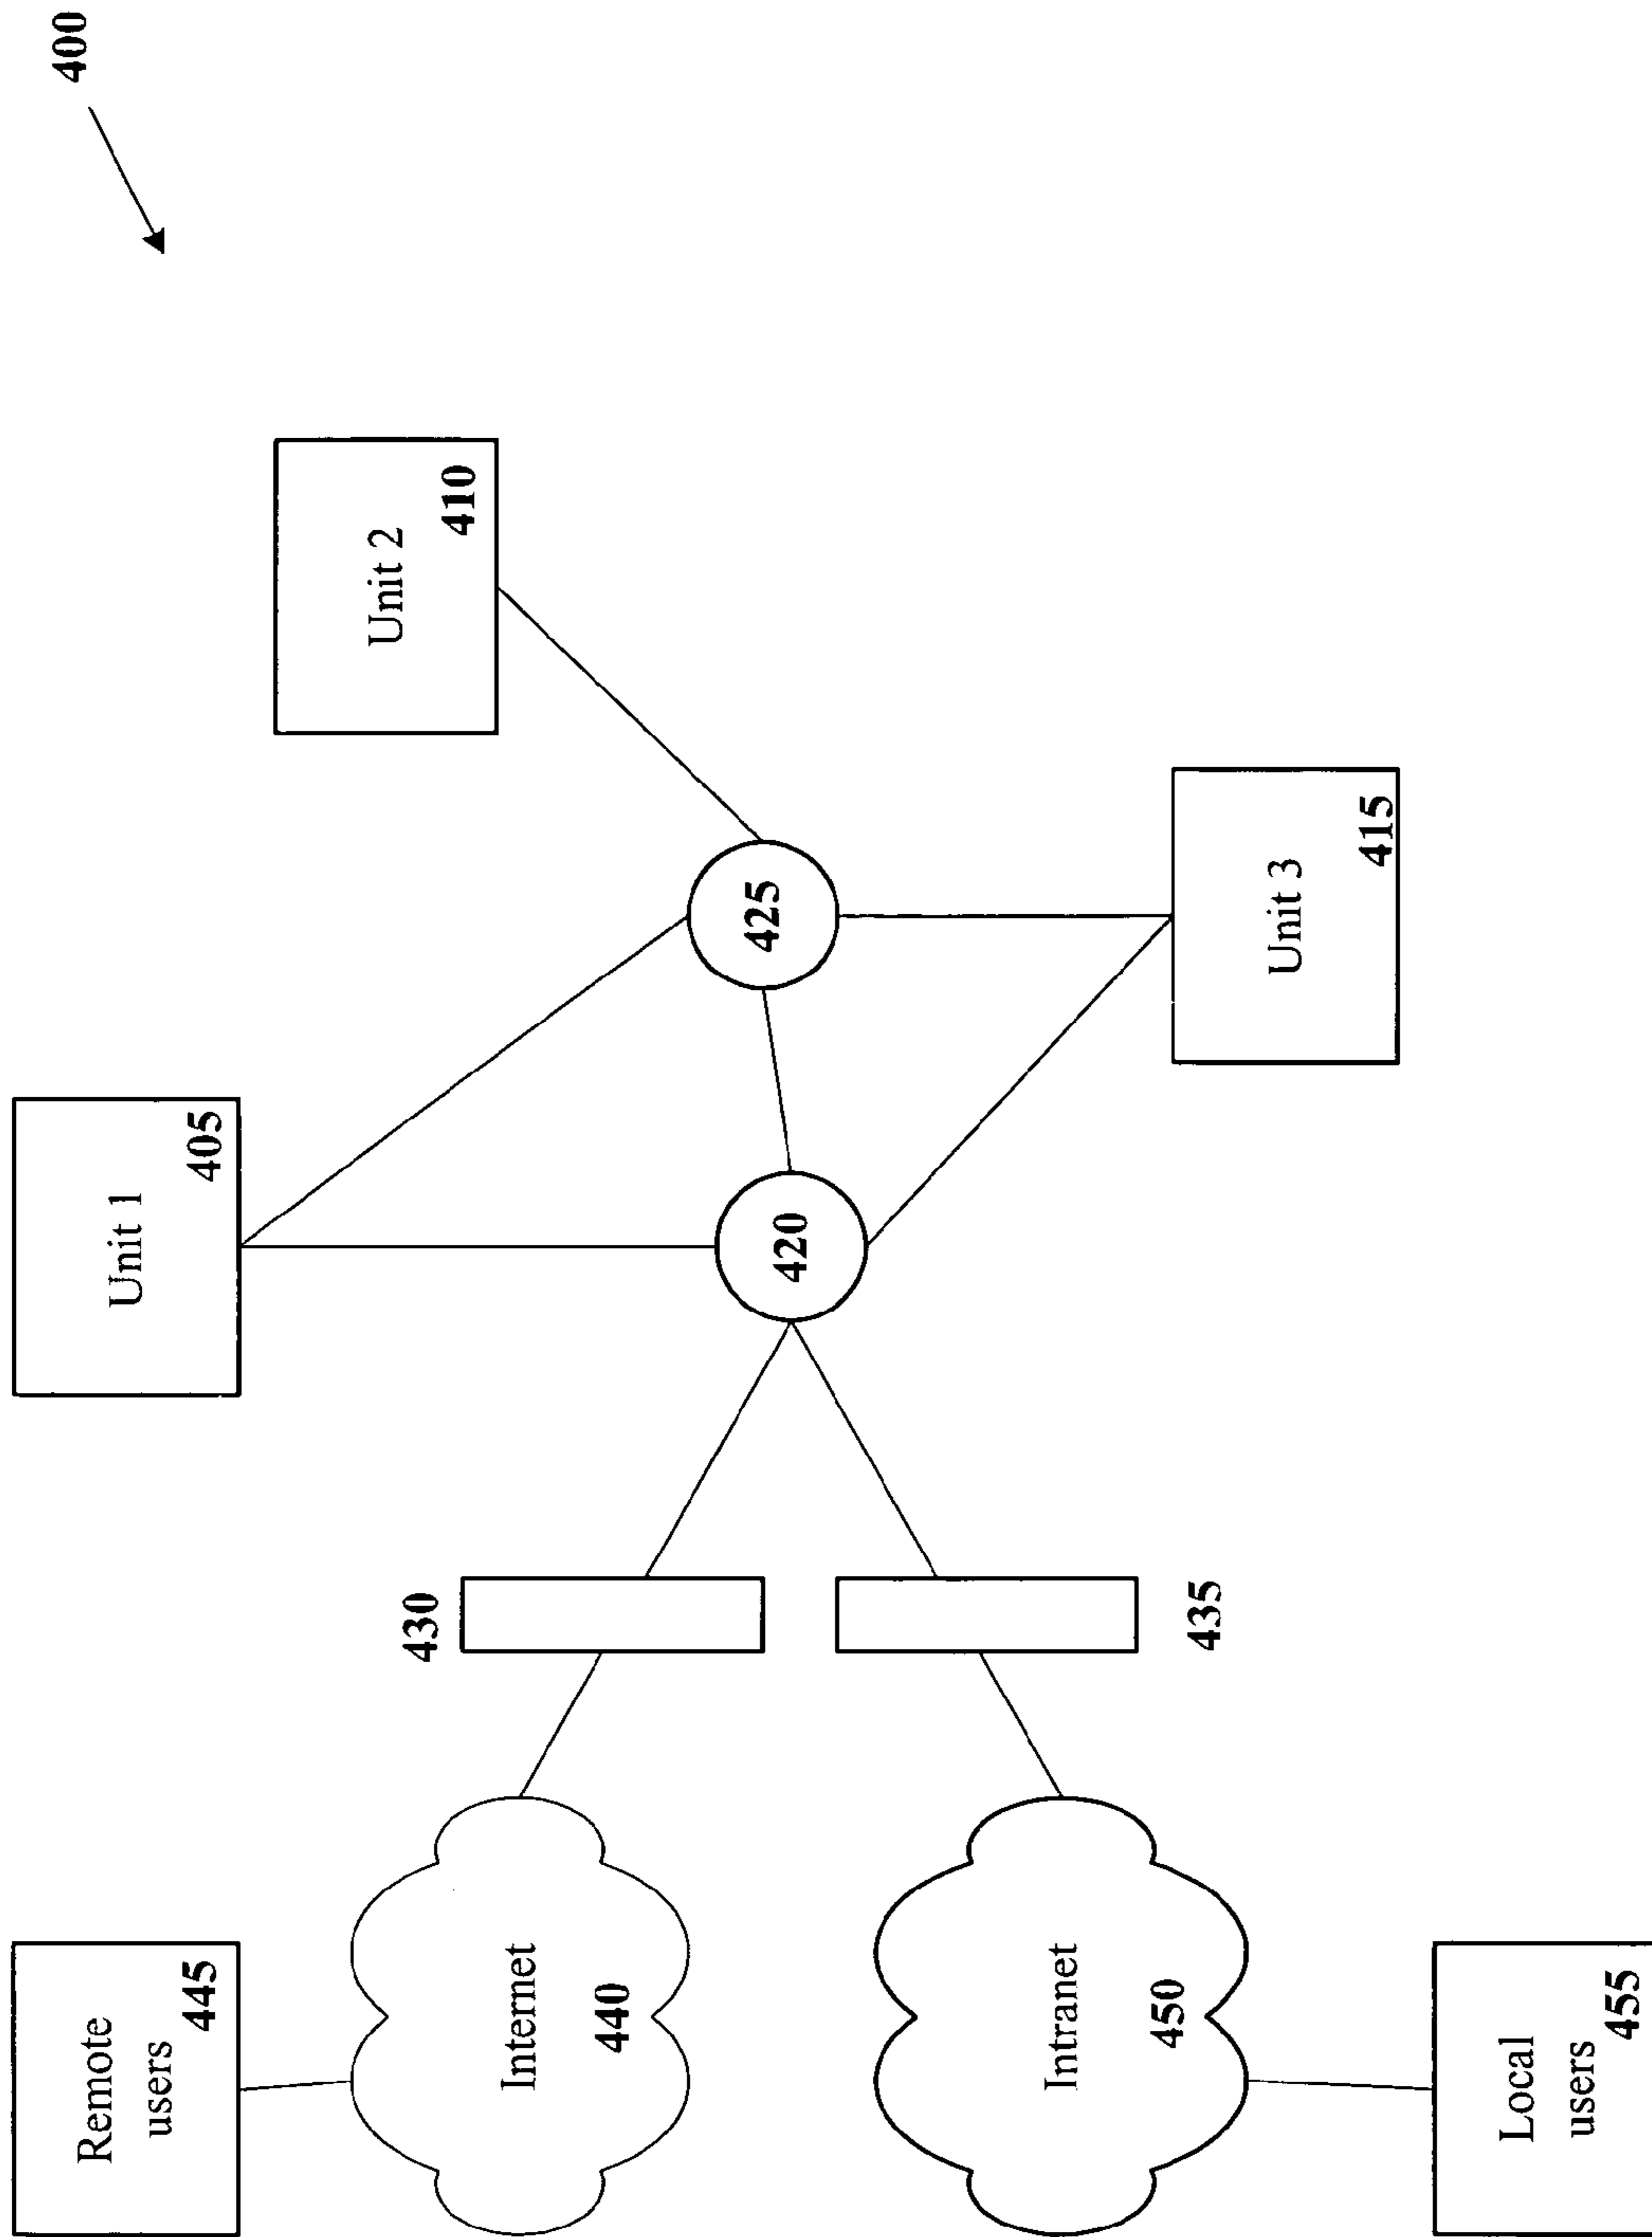 400
Remote
users
445
Unit 1
405
Unit 2
410
Internet
440
430
420
425
Intranet
450
435
Unit 3
415
Local
users
455